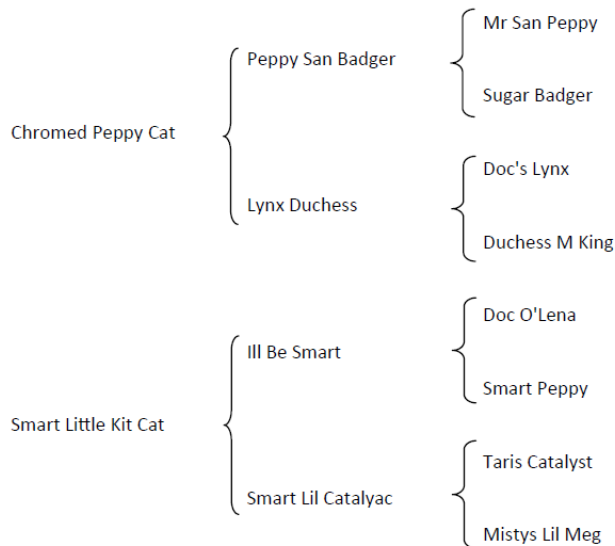 Mr San Peppy
Peppy San Badger
Sugar Badger
Chromed Peppy Cat
Doc's Lynx
Lynx Duchess
Duchess M King
Doc O'Lena
Ill Be Smart
Smart Peppy
Smart Little Kit Cat
Taris Catalyst
Smart Lil Catalyac
Mistys Lil Meg